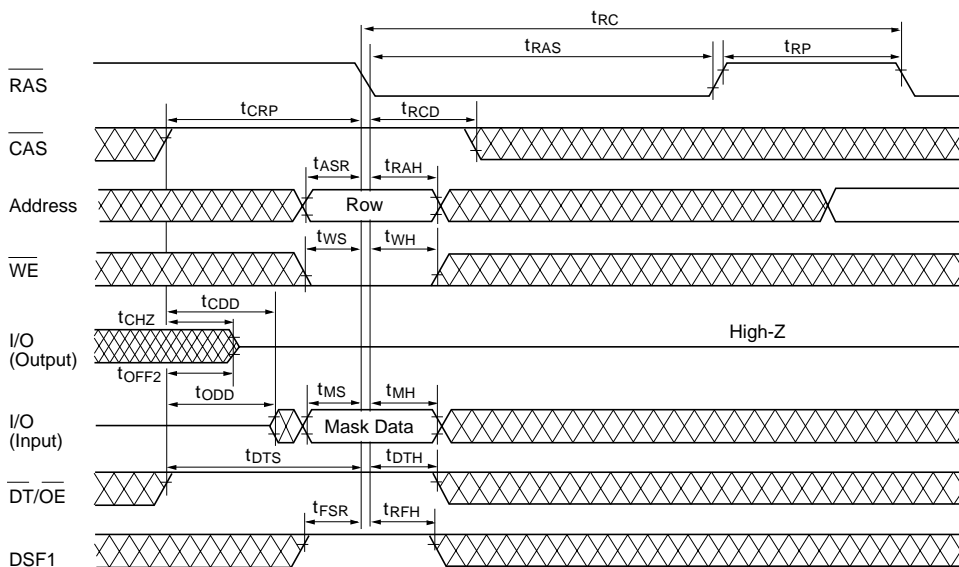 tRC
tRAS
tRP
RAS
tCRP
tRCD
CAS
tASR
tRAH
Address
Row
tWS
tWH
WE
tCDD
tCHZ
I/O
(Output)
High-Z
tOFF2
tODD
tMS
tMH
I/O
(Input)
Mask Data
tDTS
tDTH
DT/OE
tFSR
tRFH
DSF1